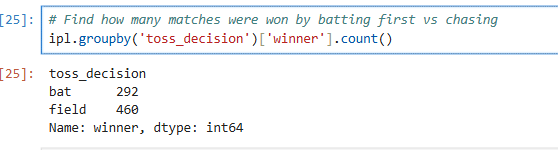 [25]: # Find how many matches were won by batting first vs chasing
ipl.groupby('toss_decision')['winner'].count()
[25]: toss_decision
bat 292
field 460
Name: winner, dtype: int64